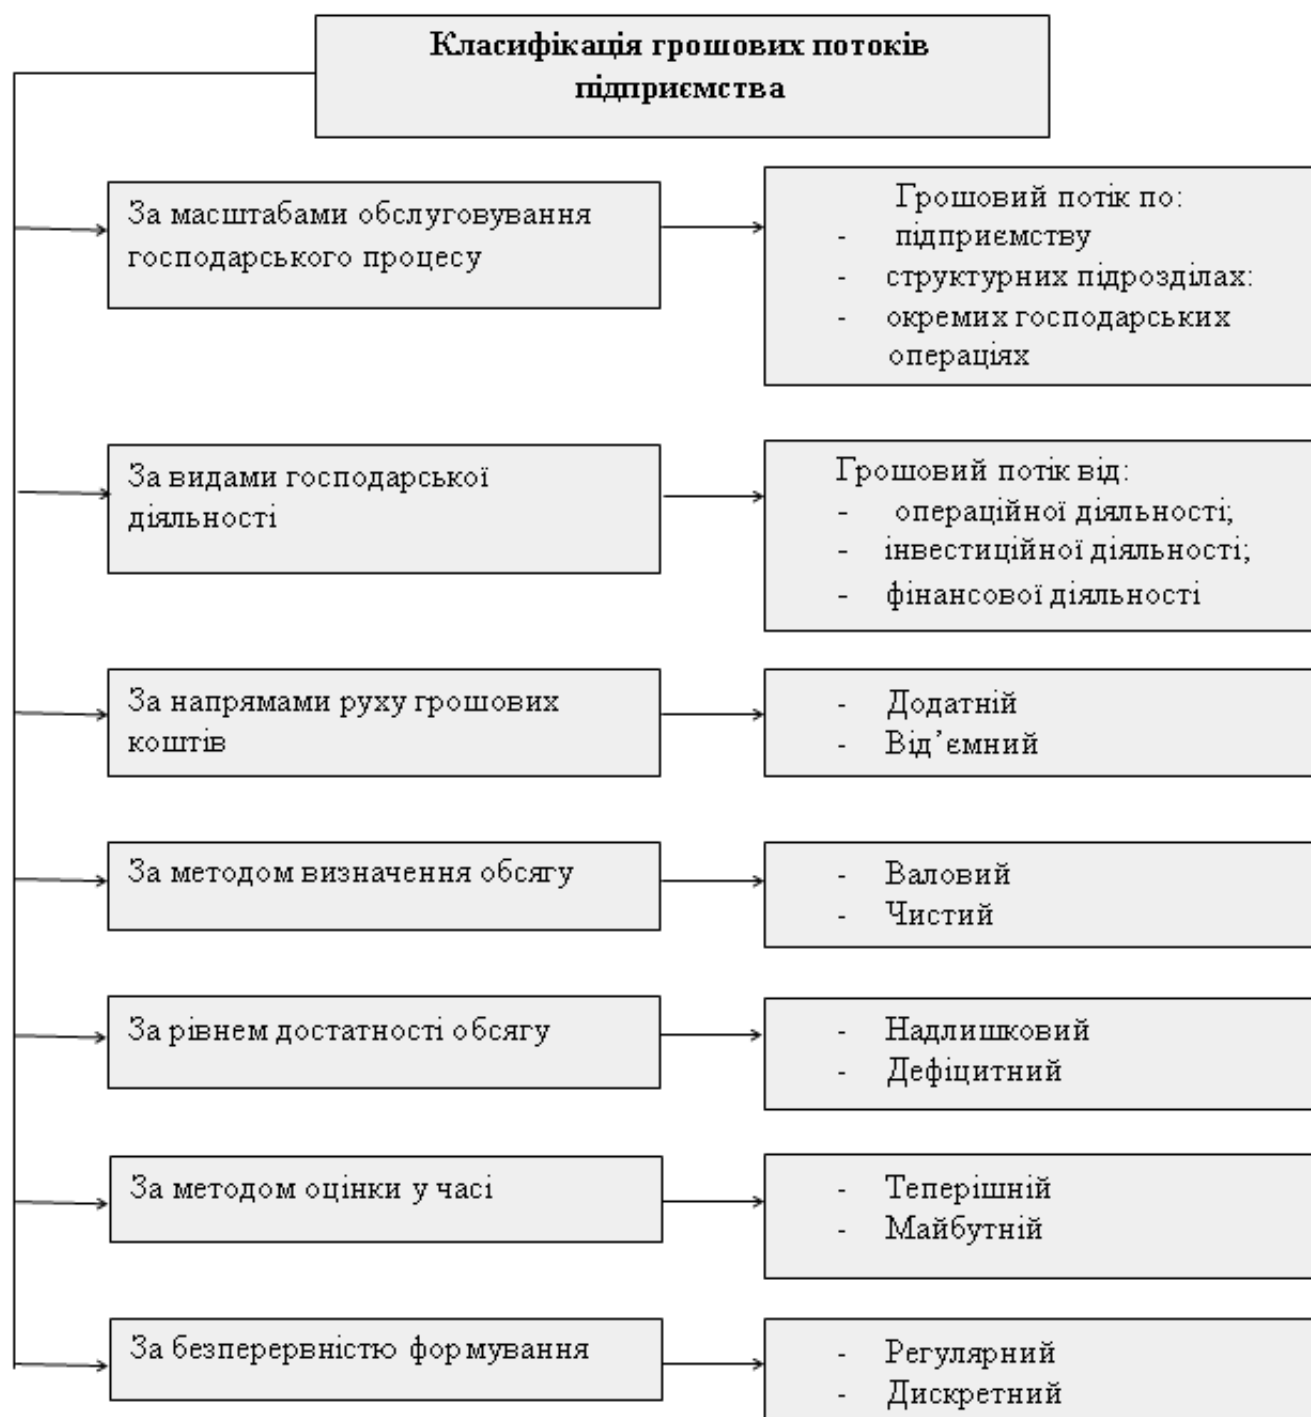 Класифікація грошових потоків
підприємства
За масштабами обслуговування
господарського процесу
Грошовий потік по:
- підприємству
- структурних підрозділах:
- окремих господарських
операціях
За видами господарської
діяльності
Грошовий потік від:
- операційної діяльності;
- інвестиційної діяльності;
- фінансової діяльності
За напрямами руху грошових
коштів
- Додатній
- Від’ємний
За методом визначення обсягу
- Валовий
- Чистий
За рівнем достатності обсягу
- Надлишковий
- Дефіцитний
За методом оцінки у часі
- Теперішній
- Майбутній
За безперервністю формування
- Регулярний
- Дискретний